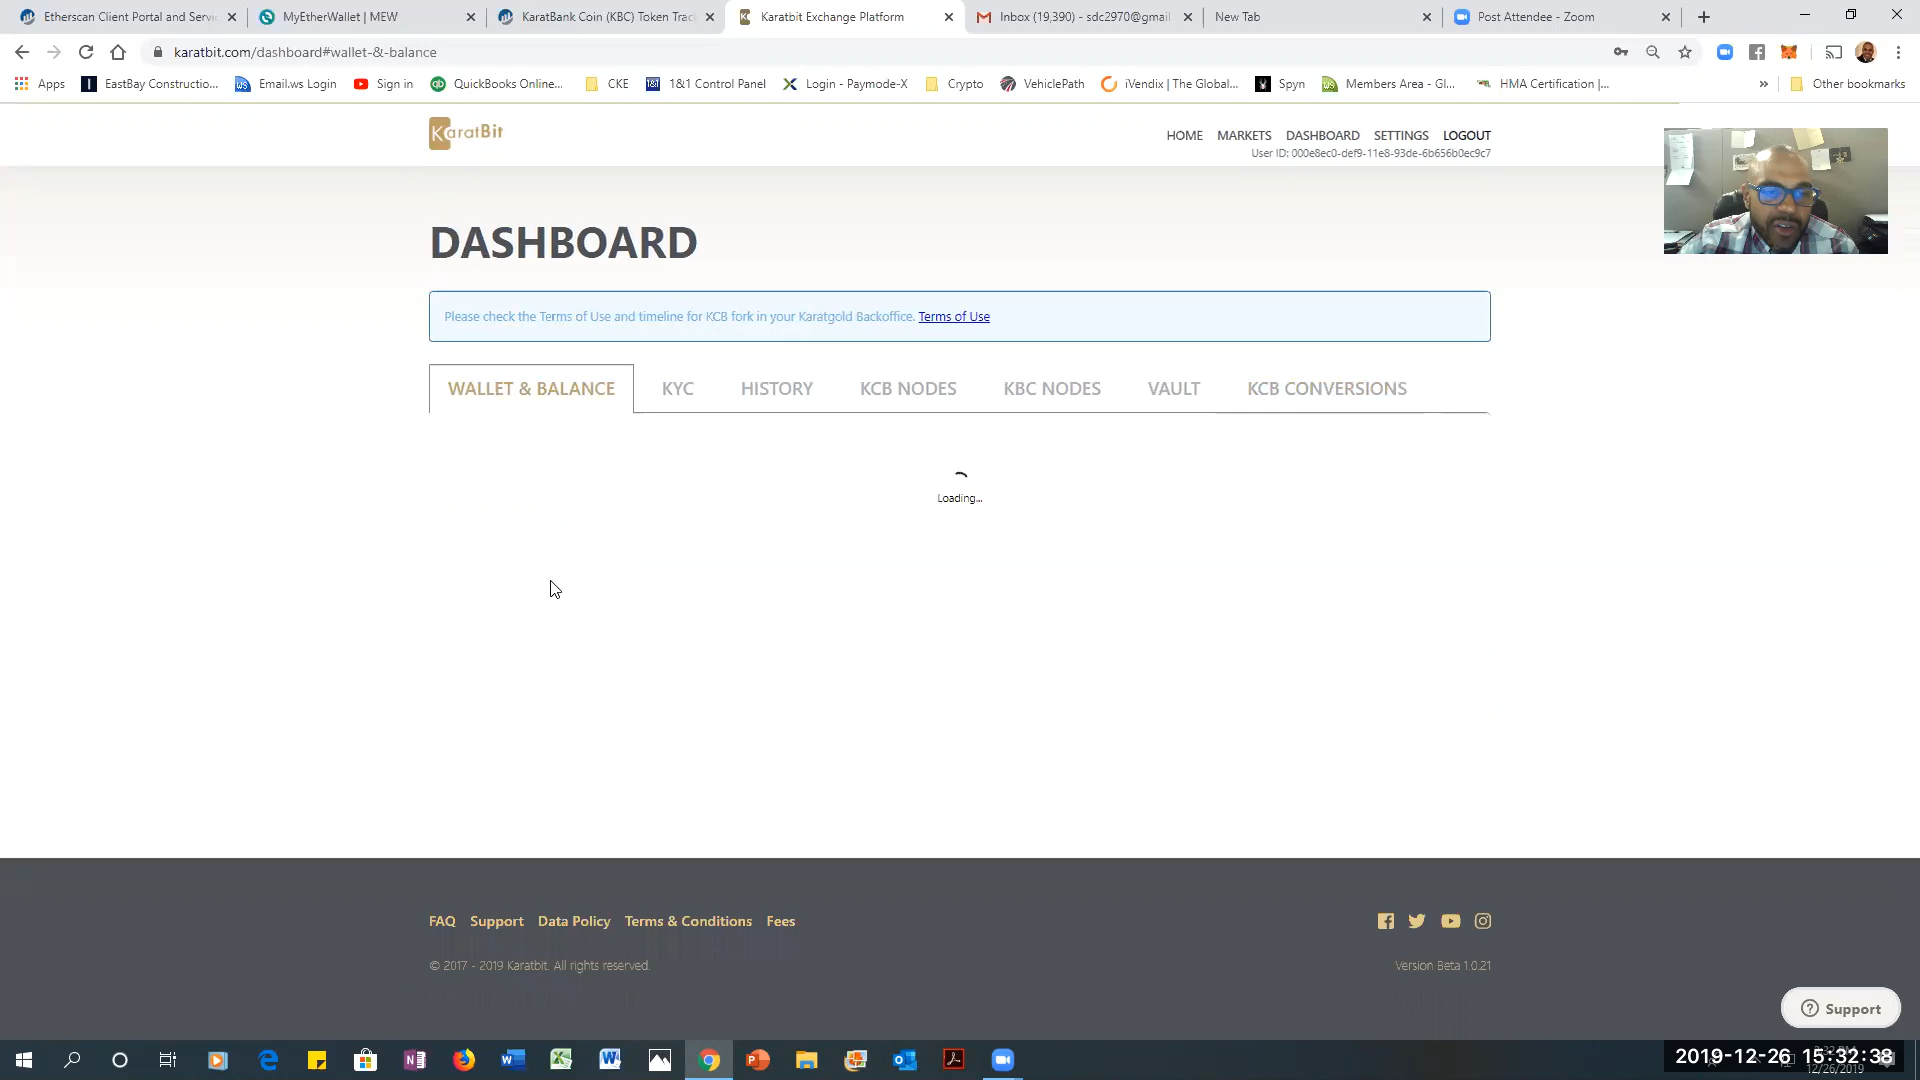 Etherscan Client Portal and Servi
MyEtherWallet | MEW
KaratBank Coin (KBC) Token Trac
Karatbit Exchange Platform
Inbox (19,390) - sdc2970@gmail
New Tab
Post Attendee - Zoom
karatbit.com/dashboard#wallet-&-balance
Apps
EastBay Constructio...
Email.ws Login
Sign in
QuickBooks Online...
CKE
1&1 Control Panel
Login - Paymode-X
Crypto
VehiclePath
iVendix | The Global...
Spyn
Members Area - Gl...
HMA Certification |...
»
Other bookmarks
KaratBit
HOME MARKETS DASHBOARD SETTINGS LOGOUT
User ID: 000e8ec0-def9-11e8-93de-6b656b0ec9c7
DASHBOARD
Please check the Terms of Use and timeline for KCB fork in your Karatgold Backoffice. Terms of Use
WALLET & BALANCE KYC HISTORY KCB NODES KBC NODES VAULT KCB CONVERSIONS
Loading...
FAQ Support Data Policy Terms & Conditions Fees
© 2017 - 2019 Karatbit. All rights reserved.
Version Beta 1.0.21
Support
2019-12-26 15:32:38
12/26/2019